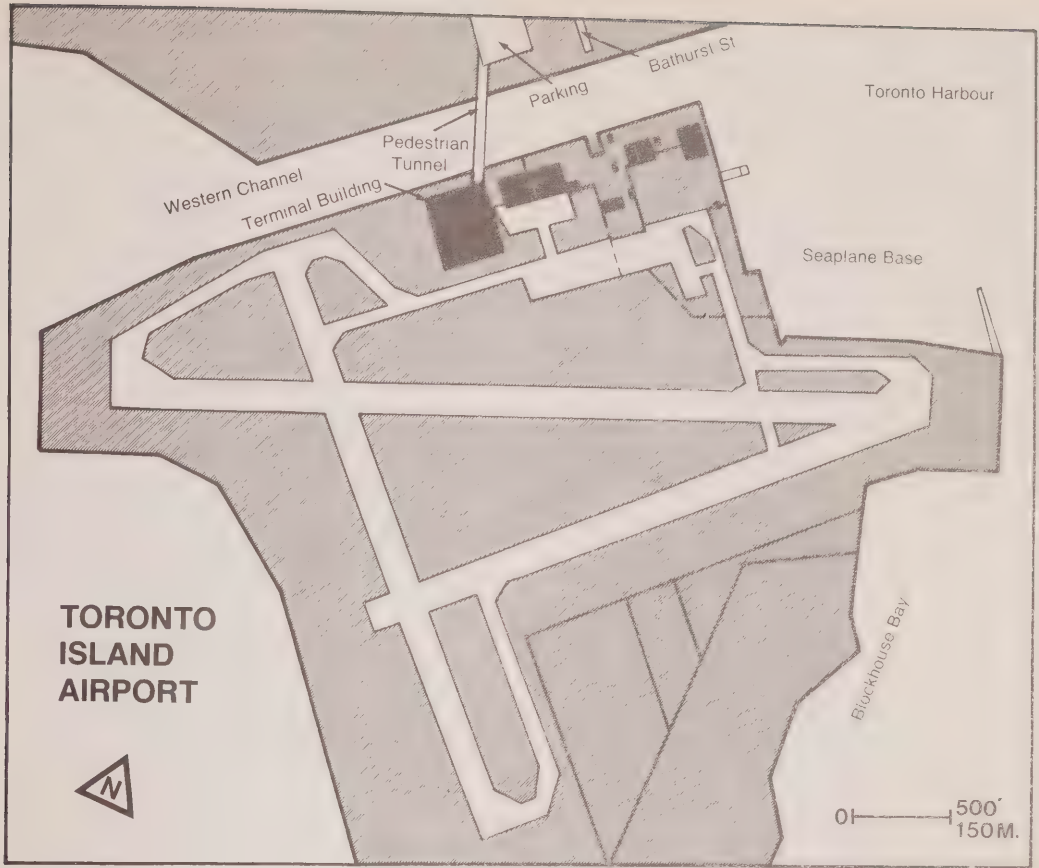 Bathurst St
Parking
Toronto Harbour
Pedestrian
Tunnel
Western Channel
Terminal Building
Seaplane Base
TORONTO
ISLAND
AIRPORT
Blockhouse Bay
N
0 500'
150 M.